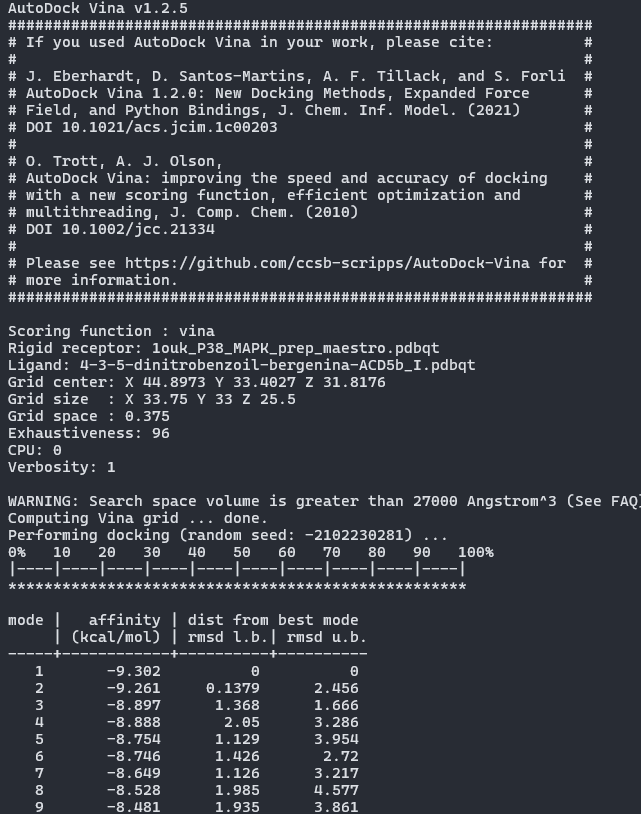 AutoDock Vina v1.2.5
#################################################################
# If you used AutoDock Vina in your work, please cite:          #
#                                                               #
# J. Eberhardt, D. Santos-Martins, A. F. Tillack, and S. Forli  #
# AutoDock Vina 1.2.0: New Docking Methods, Expanded Force      #
# Field, and Python Bindings, J. Chem. Inf. Model. (2021)       #
# DOI 10.1021/acs.jcim.1c00203                                  #
#                                                               #
# O. Trott, A. J. Olson,                                        #
# AutoDock Vina: improving the speed and accuracy of docking    #
# with a new scoring function, efficient optimization and       #
# multithreading, J. Comp. Chem. (2010)                         #
# DOI 10.1002/jcc.21334                                         #
#                                                               #
# Please see https://github.com/ccsb-scripps/AutoDock-Vina for  #
# more information.                                             #
#################################################################
Scoring function : vina
Rigid receptor: 1ouk_P38_MAPK_prep_maestro.pdbqt
Ligand: 4-3-5-dinitrobenzoil-bergenina-ACD5b_I.pdbqt
Grid center: X 44.8973 Y 33.4027 Z 31.8176
Grid size  : X 33.75 Y 33 Z 25.5
Grid space : 0.375
Exhaustiveness: 96
CPU: 0
Verbosity: 1
WARNING: Search space volume is greater than 27000 Angstrom^3 (See FAQ)
Computing Vina grid ... done.
Performing docking (random seed: -2102230281) ...
0%   10   20   30   40   50   60   70   80   90   100%
|----|----|----|----|----|----|----|----|----|----|
***************************************************
mode |   affinity | dist from best mode
     | (kcal/mol) | rmsd l.b.| rmsd u.b.
-----+------------+----------+----------
   1       -9.302          0          0
   2       -9.261     0.1379      2.456
   3       -8.897      1.368      1.666
   4       -8.888       2.05      3.286
   5       -8.754      1.129      3.954
   6       -8.746      1.426       2.72
   7       -8.649      1.126      3.217
   8       -8.528      1.985      4.577
   9       -8.481      1.935      3.861